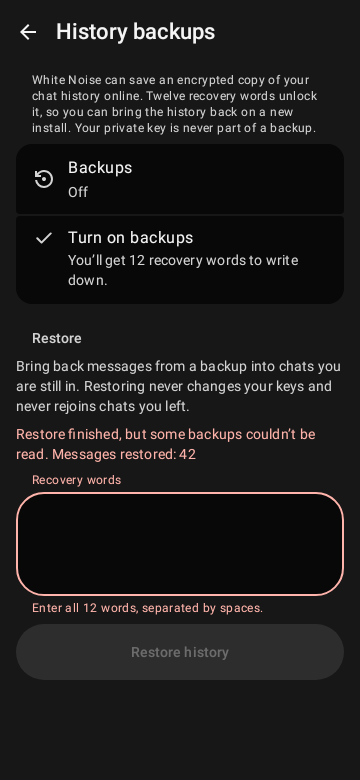 History backups
White Noise can save an encrypted copy of your
chat history online. Twelve recovery words unlock
it, so you can bring the history back on a new
install. Your private key is never part of a backup.
Backups
Off
Turn on backups
You’ll get 12 recovery words to write
down.
Restore
Bring back messages from a backup into chats you
are still in. Restoring never changes your keys and
never rejoins chats you left.
Restore finished, but some backups couldn’t be
read. Messages restored: 42
Recovery words
Enter all 12 words, separated by spaces.
Restore history